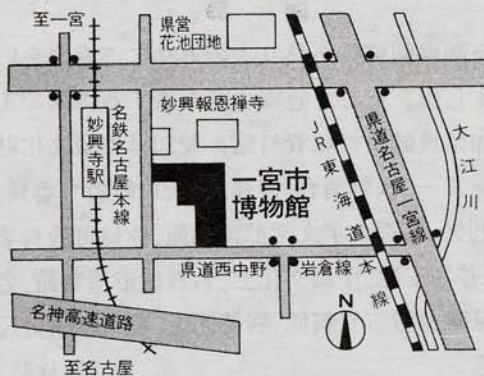 至一宮
県営
花池団地
妙興報恩禅寺
妙興寺駅
名鉄名古屋本線
一宮市
博物館
JR東海道本線
県道名古屋一宮線
大江川
県道西中野
岩倉線
名神高速道路
至名古屋
N